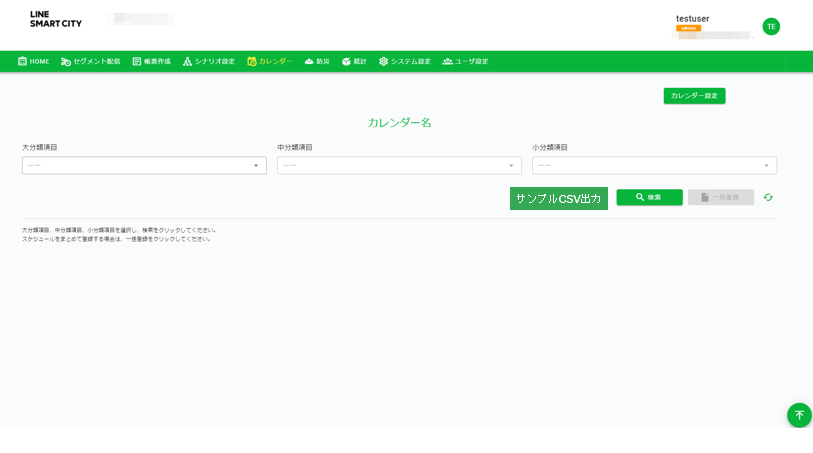 LINE
SMART CITY
testuser
TE
HOME
セグメント配信
帳票作成
シナリオ設定
カレンダー
防災
統計
システム設定
ユーザ設定
カレンダー設定
カレンダー名
大分類項目
中分類項目
小分類項目
サンプルCSV出力
検索
一括登録
大分類項目、中分類項目、小分類項目を選択し、検索をクリックしてください。
スケジュールをまとめて登録する場合は、一括登録をクリックしてください。